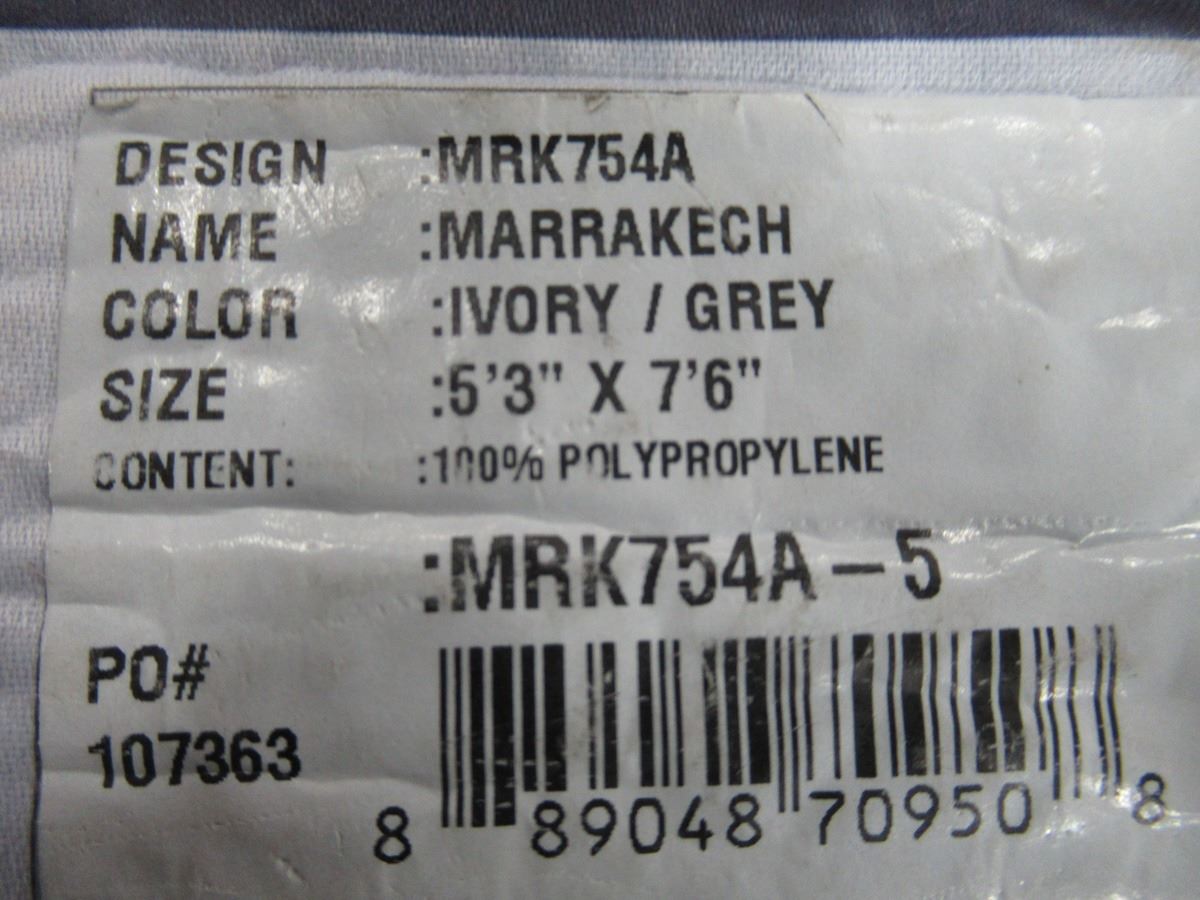 DESIGN :MRK754A
NAME :MARRAKECH
COLOR :IVORY / GREY
SIZE :5'3" X 7'6"
CONTENT: :100% POLYPROPYLENE
:MRK754A-5
PO#
107363
8 89048 70950 8